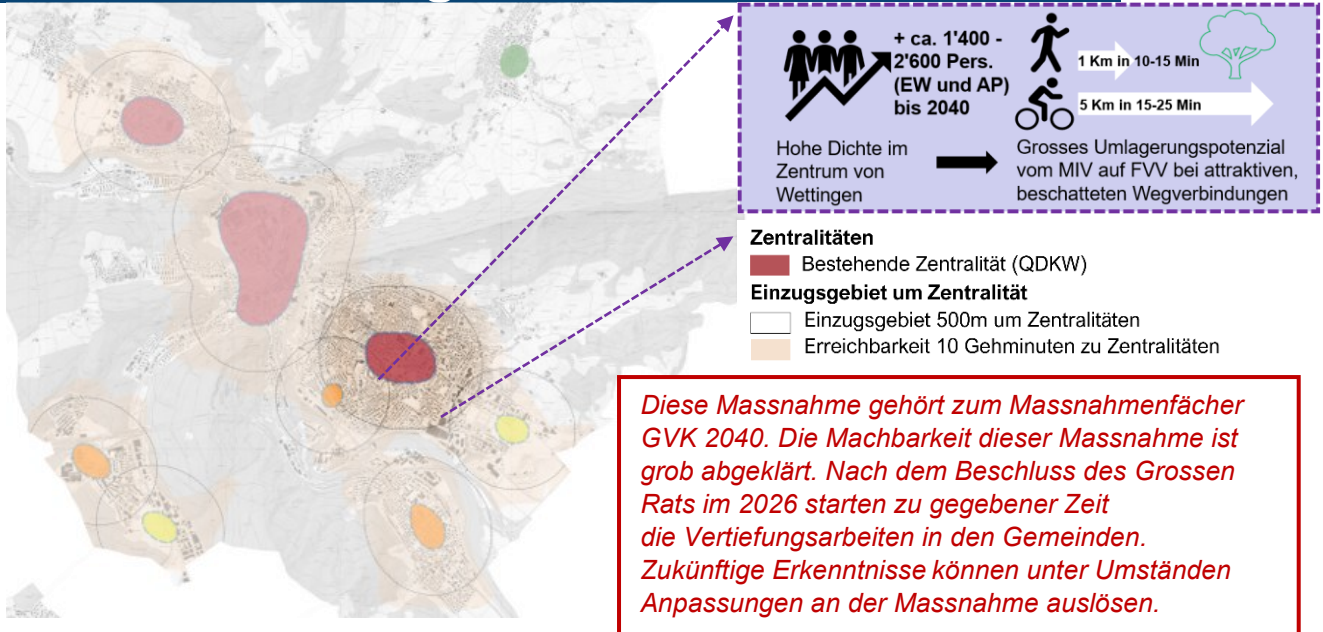 + ca. 1'400 -
2'600 Pers.
(EW und AP)
bis 2040
1 Km in 10-15 Min
5 Km in 15-25 Min
Hohe Dichte im
Zentrum von
Wettingen
Grosses Umlagerungspotenzial
vom MIV auf FVV bei attraktiven,
beschatteten Wegverbindungen
Zentralitäten
Bestehende Zentralität (QDKW)
Einzugsgebiet um Zentralität
Einzugsgebiet 500m um Zentralitäten
Erreichbarkeit 10 Gehminuten zu Zentralitäten
Diese Massnahme gehört zum Massnahmenfächer
GVK 2040. Die Machbarkeit dieser Massnahme ist
grob abgeklärt. Nach dem Beschluss des Grossen
Rats im 2026 starten zu gegebener Zeit
die Vertiefungsarbeiten in den Gemeinden.
Zukünftige Erkenntnisse können unter Umständen
Anpassungen an der Massnahme auslösen.